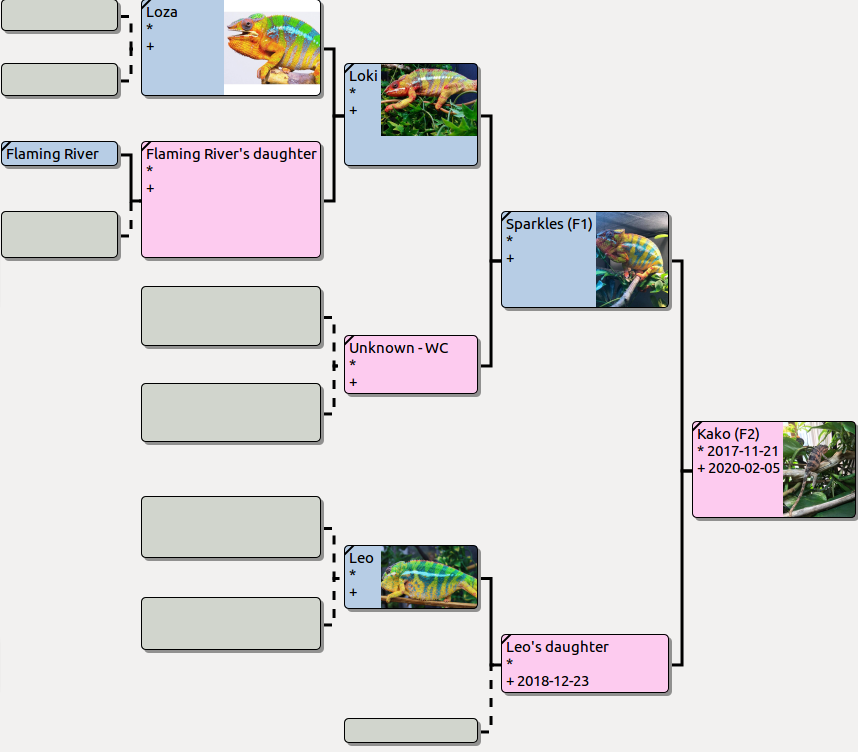 Loza
*
+
Loki
*
+
Flaming River
Flaming River's daughter
*
+
Sparkles (F1)
*
+
Unknown - WC
*
+
Kako (F2)
* 2017-11-21
+ 2020-02-05
Leo
*
+
Leo's daughter
*
+ 2018-12-23